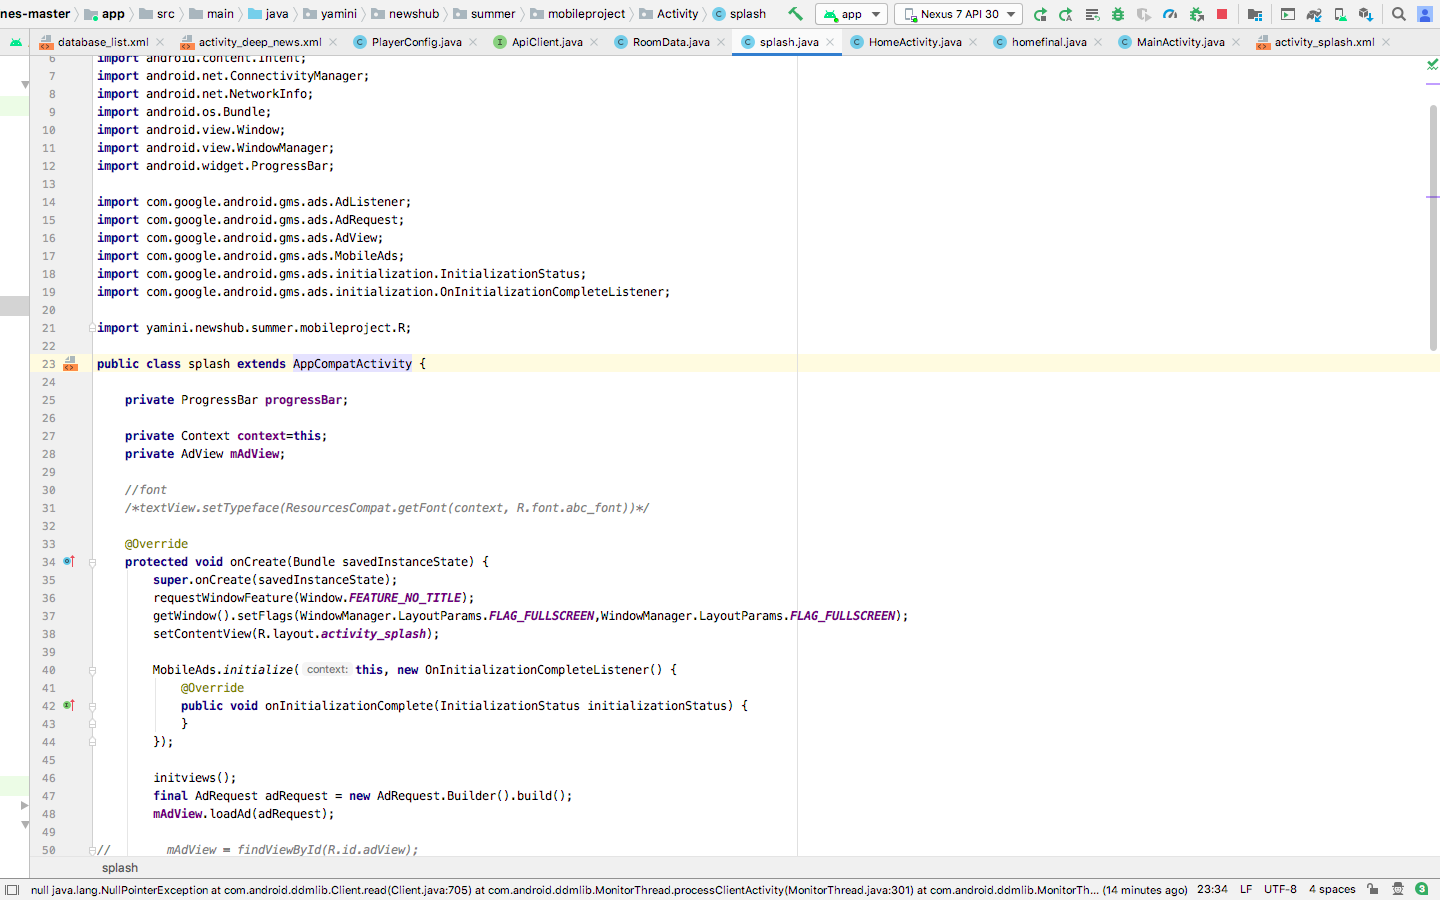 nes-master app src main java yamini newshub summer mobileproject Activity splash app Nexus 7 API 30
database_list.xml activity_deep_news.xml PlayerConfig.java ApiClient.java RoomData.java splash.java HomeActivity.java homefinal.java MainActivity.java activity_splash.xml
6 import android.content.Intent;
7 import android.net.ConnectivityManager;
8 import android.net.NetworkInfo;
9 import android.os.Bundle;
10 import android.view.Window;
11 import android.view.WindowManager;
12 import android.widget.ProgressBar;
13
14 import com.google.android.gms.ads.AdListener;
15 import com.google.android.gms.ads.AdRequest;
16 import com.google.android.gms.ads.AdView;
17 import com.google.android.gms.ads.MobileAds;
18 import com.google.android.gms.ads.initialization.InitializationStatus;
19 import com.google.android.gms.ads.initialization.OnInitializationCompleteListener;
20
21 import yamini.newshub.summer.mobileproject.R;
22
23 public class splash extends AppCompatActivity {
24
25 private ProgressBar progressBar;
26
27 private Context context=this;
28 private AdView mAdView;
29
30 //font
31 /*textView.setTypeface(ResourcesCompat.getFont(context, R.font.abc_font))*/
32
33 @Override
34 protected void onCreate(Bundle savedInstanceState) {
35 super.onCreate(savedInstanceState);
36 requestWindowFeature(Window.FEATURE_NO_TITLE);
37 getWindow().setFlags(WindowManager.LayoutParams.FLAG_FULLSCREEN,WindowManager.LayoutParams.FLAG_FULLSCREEN);
38 setContentView(R.layout.activity_splash);
39
40 MobileAds.initialize( context: this, new OnInitializationCompleteListener() {
41 @Override
42 public void onInitializationComplete(InitializationStatus initializationStatus) {
43 }
44 });
45
46 initviews();
47 final AdRequest adRequest = new AdRequest.Builder().build();
48 mAdView.loadAd(adRequest);
49
50 // mAdView = findViewById(R.id.adView);
splash
null java.lang.NullPointerException at com.android.ddmlib.Client.read(Client.java:705) at com.android.ddmlib.MonitorThread.processClientActivity(MonitorThread.java:301) at com.android.ddmlib.MonitorTh... (14 minutes ago) 23:34 LF UTF-8 4 spaces 3